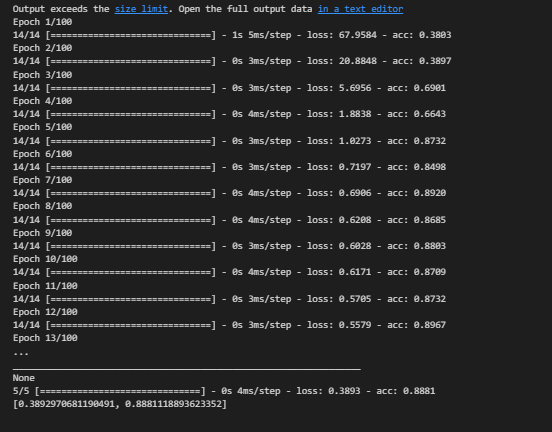 Output exceeds the size limit. Open the full output data in a text editor
Epoch 1/100
14/14 [==============================] - 1s 5ms/step - loss: 67.9584 - acc: 0.3803
Epoch 2/100
14/14 [==============================] - 0s 3ms/step - loss: 20.8848 - acc: 0.3897
Epoch 3/100
14/14 [==============================] - 0s 3ms/step - loss: 5.6956 - acc: 0.6901
Epoch 4/100
14/14 [==============================] - 0s 4ms/step - loss: 1.8838 - acc: 0.6643
Epoch 5/100
14/14 [==============================] - 0s 3ms/step - loss: 1.0273 - acc: 0.8732
Epoch 6/100
14/14 [==============================] - 0s 3ms/step - loss: 0.7197 - acc: 0.8498
Epoch 7/100
14/14 [==============================] - 0s 4ms/step - loss: 0.6906 - acc: 0.8920
Epoch 8/100
14/14 [==============================] - 0s 4ms/step - loss: 0.6208 - acc: 0.8685
Epoch 9/100
14/14 [==============================] - 0s 3ms/step - loss: 0.6028 - acc: 0.8803
Epoch 10/100
14/14 [==============================] - 0s 4ms/step - loss: 0.6171 - acc: 0.8709
Epoch 11/100
14/14 [==============================] - 0s 3ms/step - loss: 0.5705 - acc: 0.8732
Epoch 12/100
14/14 [==============================] - 0s 3ms/step - loss: 0.5579 - acc: 0.8967
Epoch 13/100
...
_________________________________________________________________
None
5/5 [==============================] - 0s 4ms/step - loss: 0.3893 - acc: 0.8881
[0.3892970681190491, 0.8881118893623352]